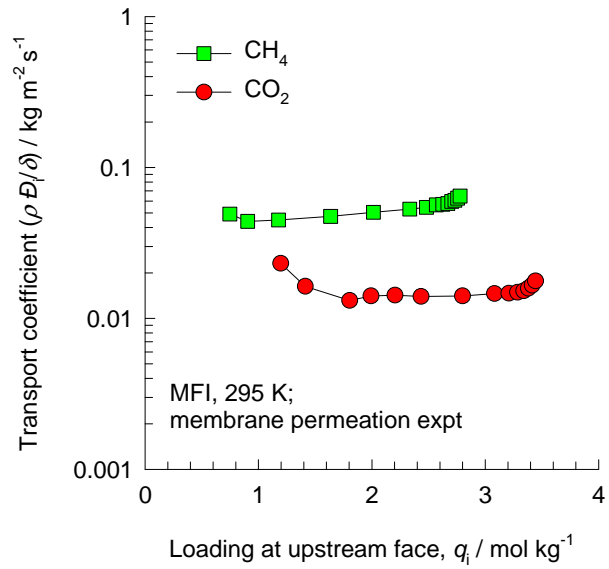 Transport coefficient (ρ Đᵢ/δ) / kg m⁻² s⁻¹
1
0.1
0.01
0.001
CH₄
CO₂
MFI, 295 K;
membrane permeation expt
0 1 2 3 4
Loading at upstream face, qᵢ / mol kg⁻¹